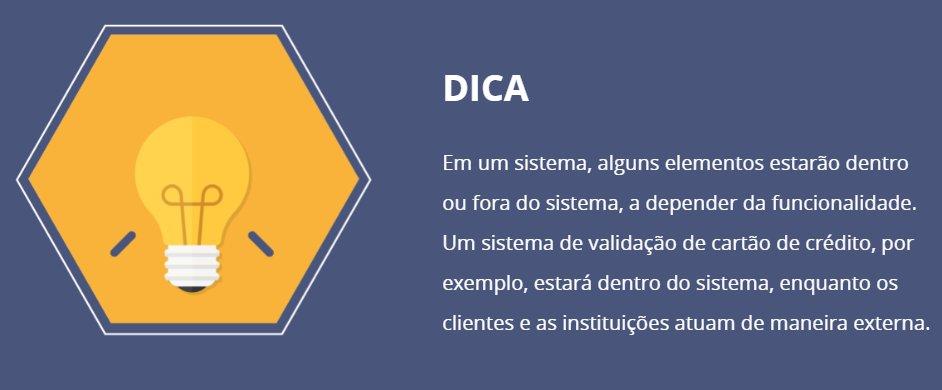 DICA
Em um sistema, alguns elementos estarão dentro
ou fora do sistema, a depender da funcionalidade.
Um sistema de validação de cartão de crédito, por
exemplo, estará dentro do sistema, enquanto os
clientes e as instituições atuam de maneira externa.